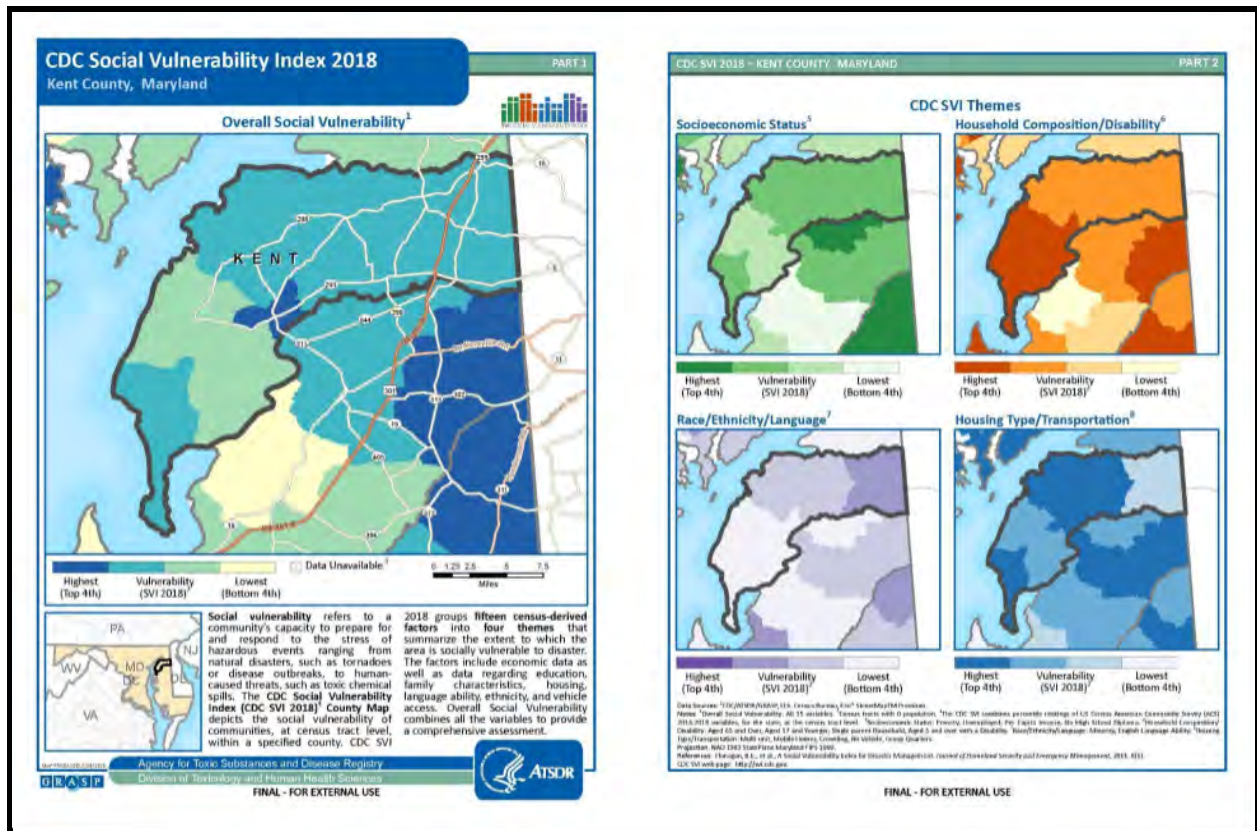 CDC Social Vulnerability Index 2018
Kent County, Maryland
PART 1
Overall Social Vulnerability1
KENT
Highest
(Top 4th)
Vulnerability
(SVI 2018)
Lowest
(Bottom 4th)
Data Unavailable
0 1.25 2.5 5 7.5
Miles
PA
NJ
WV
MD
DC
VA
Social vulnerability refers to a
community's capacity to prepare for
and respond to the stress of
hazardous events ranging from
natural disasters, such as tornadoes
or disease outbreaks, to human-
caused threats, such as toxic chemical
spills. The CDC Social Vulnerability
Index (CDC SVI 2018) County Map
depicts the social vulnerability of
communities, at census tract level,
within a specified county. CDC SVI
2018 groups fifteen census-derived
factors into four themes that
summarize the extent to which the
area is socially vulnerable to disaster.
The factors include economic data as
well as data regarding education,
family characteristics, housing,
language ability, ethnicity, and vehicle
access. Overall Social Vulnerability
combines all the variables to provide
a comprehensive assessment.
GRASP
Agency for Toxic Substances and Disease Registry
Division of Toxicology and Human Health Sciences
ATSDR
FINAL - FOR EXTERNAL USE
CDC SVI 2018 – KENT COUNTY, MARYLAND
PART 2
CDC SVI Themes
Socioeconomic Status5
Household Composition/Disability6
Highest
(Top 4th)
Vulnerability
(SVI 2018)
Lowest
(Bottom 4th)
Highest
(Top 4th)
Vulnerability
(SVI 2018)
Lowest
(Bottom 4th)
Race/Ethnicity/Language7
Housing Type/Transportation8
Highest
(Top 4th)
Vulnerability
(SVI 2018)
Lowest
(Bottom 4th)
Highest
(Top 4th)
Vulnerability
(SVI 2018)
Lowest
(Bottom 4th)
FINAL - FOR EXTERNAL USE